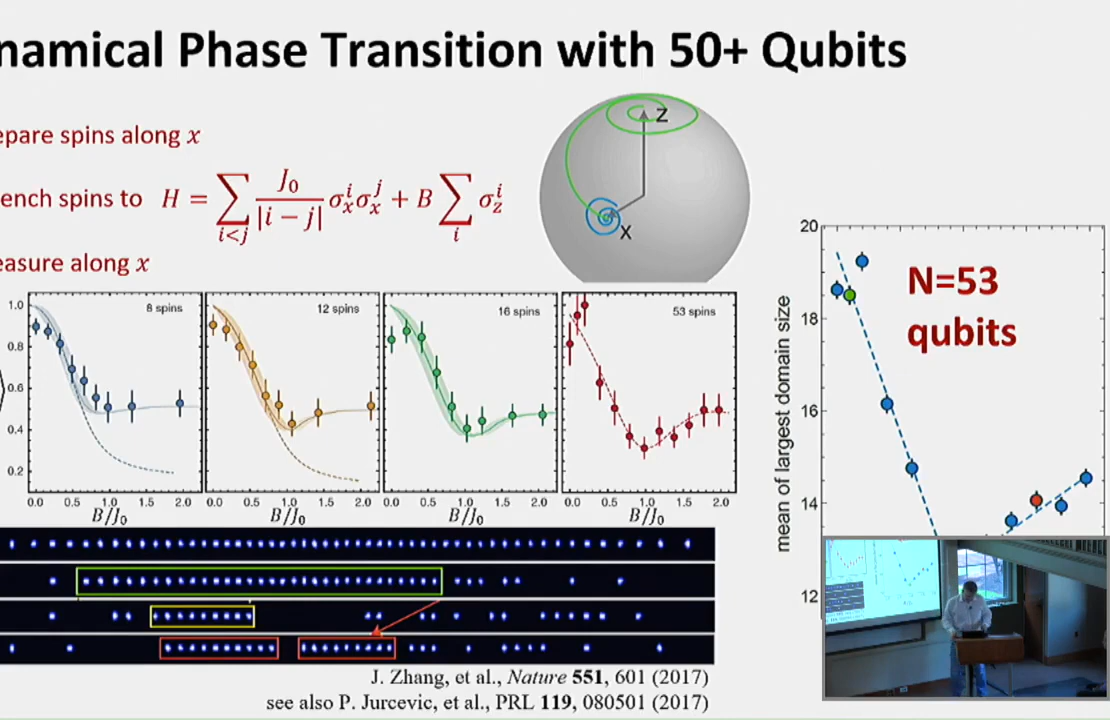 namical Phase Transition with 50+ Qubits
epare spins along x
ench spins to H = ∑_{i<j} J₀/|i − j| σₓⁱσₓʲ + B ∑ᵢ σ_zⁱ
easure along x
Z
X
8 spins
12 spins
16 spins
53 spins
1.0
0.8
0.6
0.4
0.2
0.0 0.5 1.0 1.5 2.0
0.0 0.5 1.0 1.5 2.0
0.0 0.5 1.0 1.5 2.0
0.0 0.5 1.0 1.5 2.0
B/J₀
B/J₀
B/J₀
B/J₀
N=53
qubits
mean of largest domain size
20
18
16
14
12
J. Zhang, et al., Nature 551, 601 (2017)
see also P. Jurcevic, et al., PRL 119, 080501 (2017)